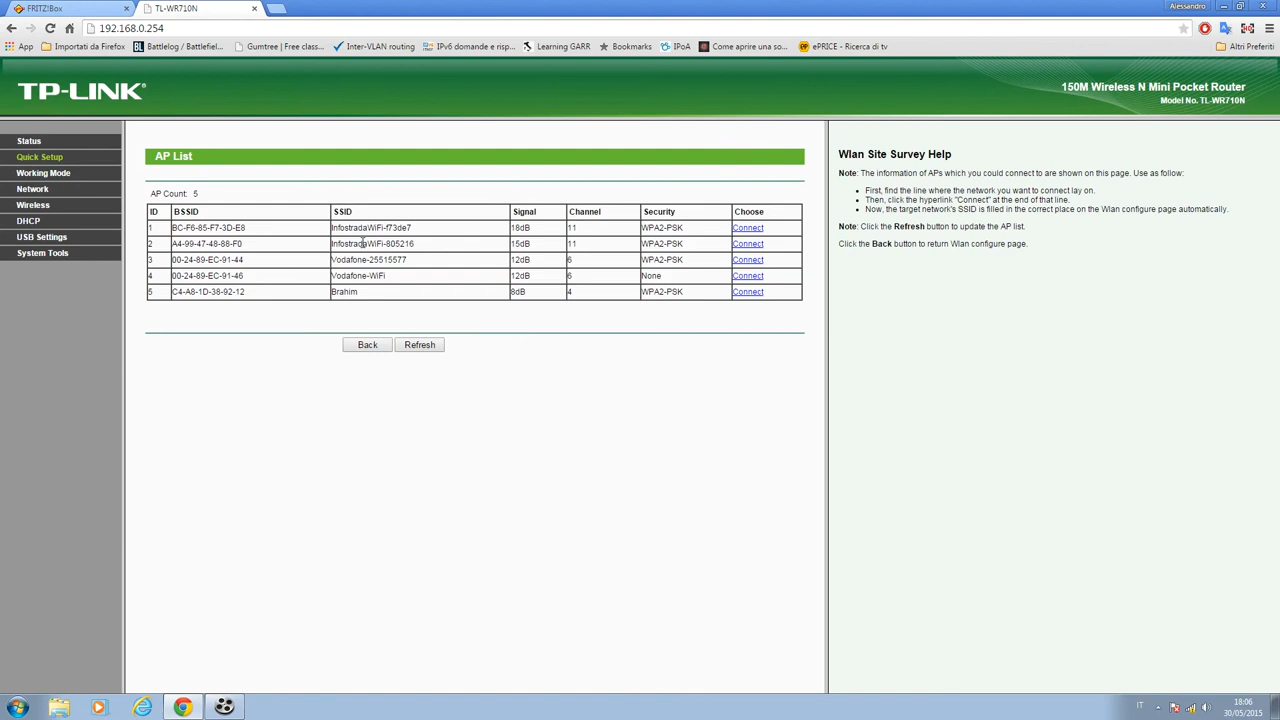 FRITZ!Box
TL-WR710N
Alessandro
192.168.0.254
App
Importati da Firefox
BL Battlelog / Battlefiel...
Gumtree | Free class...
Inter-VLAN routing
IPv6 domande e rispo...
Learning GARR
Bookmarks
IPoA
Come aprire una so...
ePRICE - Ricerca di tv
Altri Preferiti
TP-LINK
150M Wireless N Mini Pocket Router
Model No. TL-WR710N
Status
Quick Setup
Working Mode
Network
Wireless
DHCP
USB Settings
System Tools
AP List
AP Count: 5
ID BSSID SSID Signal Channel Security Choose
1 BC-F6-85-F7-3D-E8 InfostradaWiFi-f73de7 18dB 11 WPA2-PSK Connect
2 A4-99-47-48-88-F0 InfostradaWiFi-805216 15dB 11 WPA2-PSK Connect
3 00-24-89-EC-91-44 Vodafone-25515577 12dB 6 WPA2-PSK Connect
4 00-24-89-EC-91-46 Vodafone-WiFi 12dB 6 None Connect
5 C4-A8-1D-38-92-12 Brahim 8dB 4 WPA2-PSK Connect
Back Refresh
Wlan Site Survey Help
Note: The information of APs which you could connect to are shown on this page. Use as follow:
First, find the line where the network you want to connect lay on.
Then, click the hyperlink "Connect" at the end of that line.
Now, the target network's SSID is filled in the correct place on the Wlan configure page automatically.
Note: Click the Refresh button to update the AP list.
Click the Back button to return Wlan configure page.
IT
18:06
30/05/2015